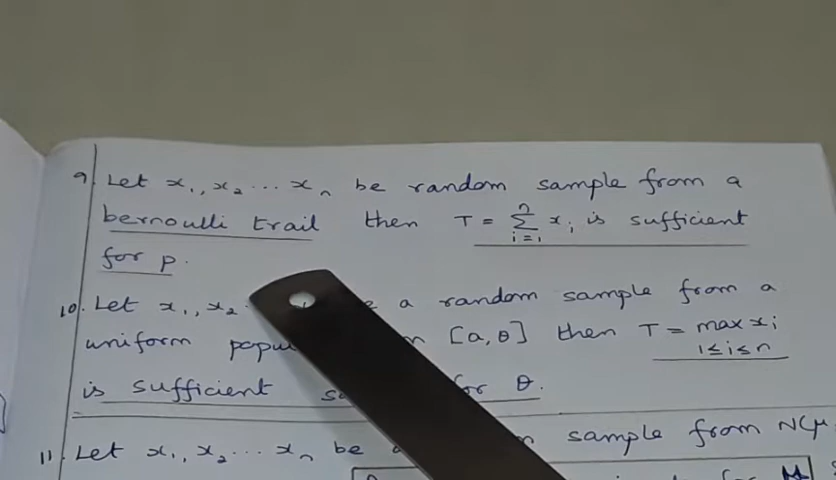 9. Let x₁, x₂ ... xₙ be random sample from a
bernoulli trail then T = Σᵢ₌₁ⁿ xᵢ is sufficient
for p.
10. Let x₁, x₂ a random sample from a
uniform [a, θ] then T = max xᵢ
1≤i≤n
is sufficient for θ.
11. Let x₁, x₂ ... xₙ be sample from N(μ